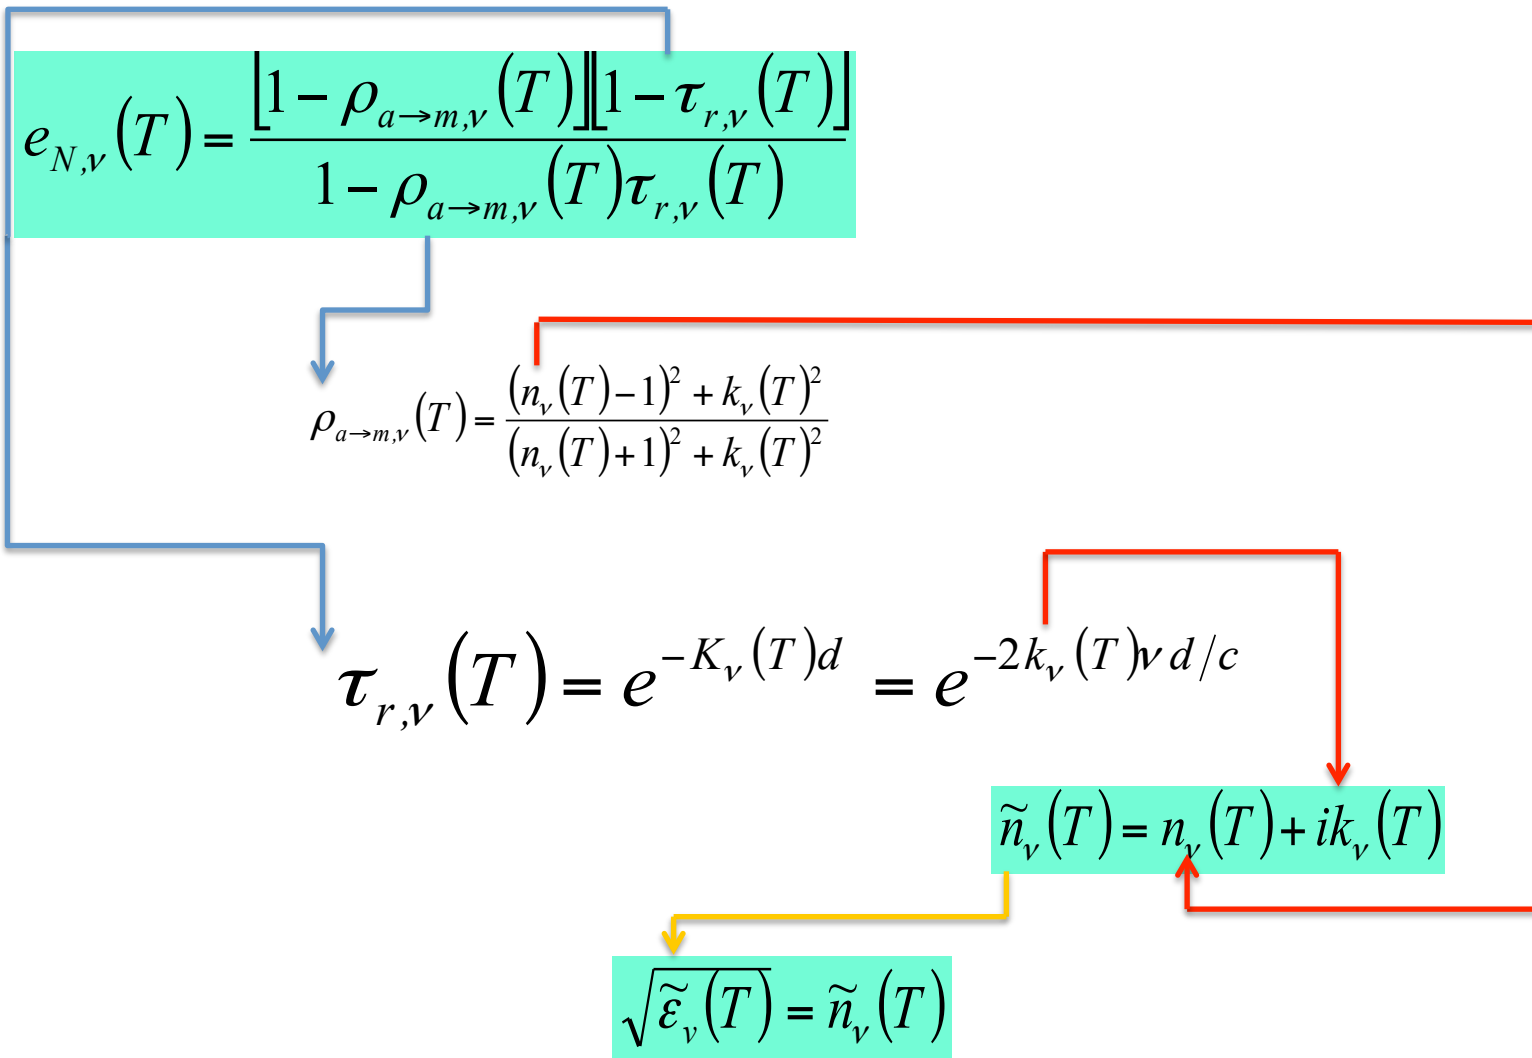 e_{N,ν}(T) = [1 − ρ_{a→m,ν}(T)][1 − τ_{r,ν}(T)] / 1 − ρ_{a→m,ν}(T)τ_{r,ν}(T)
ρ_{a→m,ν}(T) = (n_ν(T) − 1)² + k_ν(T)² / (n_ν(T) + 1)² + k_ν(T)²
τ_{r,ν}(T) = e^{−K_ν(T)d} = e^{−2k_ν(T)ν d/c}
ñ_ν(T) = n_ν(T) + ik_ν(T)
√ε̃_ν(T) = ñ_ν(T)